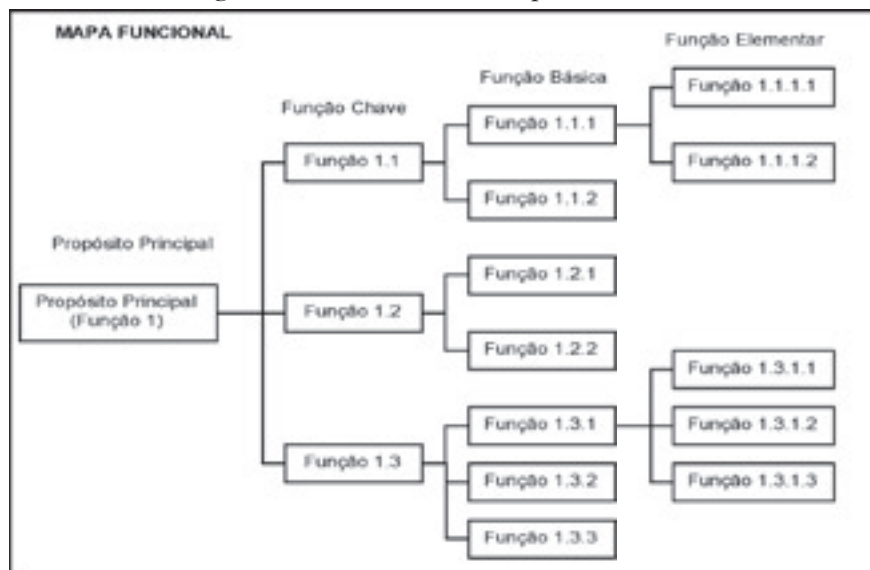 MAPA FUNCIONAL
Função Elementar
Função Básica
Função Chave
Propósito Principal
Função 1.1.1.1
Função 1.1.1
Função 1.1.1.2
Função 1.1
Função 1.1.2
Função 1.2.1
Propósito Principal
(Função 1)
Função 1.2
Função 1.2.2
Função 1.3.1.1
Função 1.3.1
Função 1.3.1.2
Função 1.3
Função 1.3.2
Função 1.3.1.3
Função 1.3.3